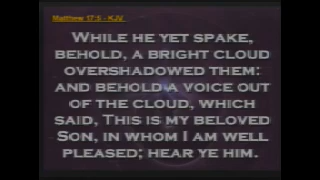 Matthew 17:5 - KJV
While he yet spake,
behold, a bright cloud
overshadowed them:
and behold a voice out
of the cloud, which
said, This is my beloved
Son, in whom I am well
pleased; hear ye him.